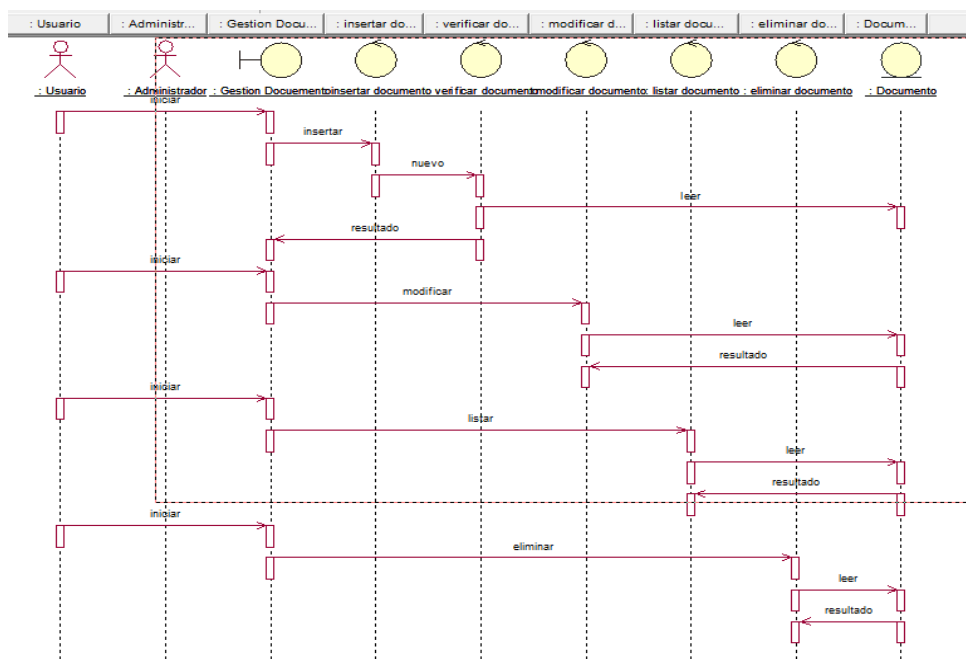 : Usuario
: Administr...
: Gestion Docu...
: insertar do...
: verificar do...
: modificar d...
: listar docu...
: eliminar do...
: Docum...
: Usuario
: Administrador
: Gestion Docuemento
insertar documento
verificar documento
modificar documento
: listar documento
: eliminar documento
: Documento
iniciar
insertar
nuevo
leer
resultado
iniciar
modificar
leer
resultado
iniciar
listar
leer
resultado
iniciar
eliminar
leer
resultado